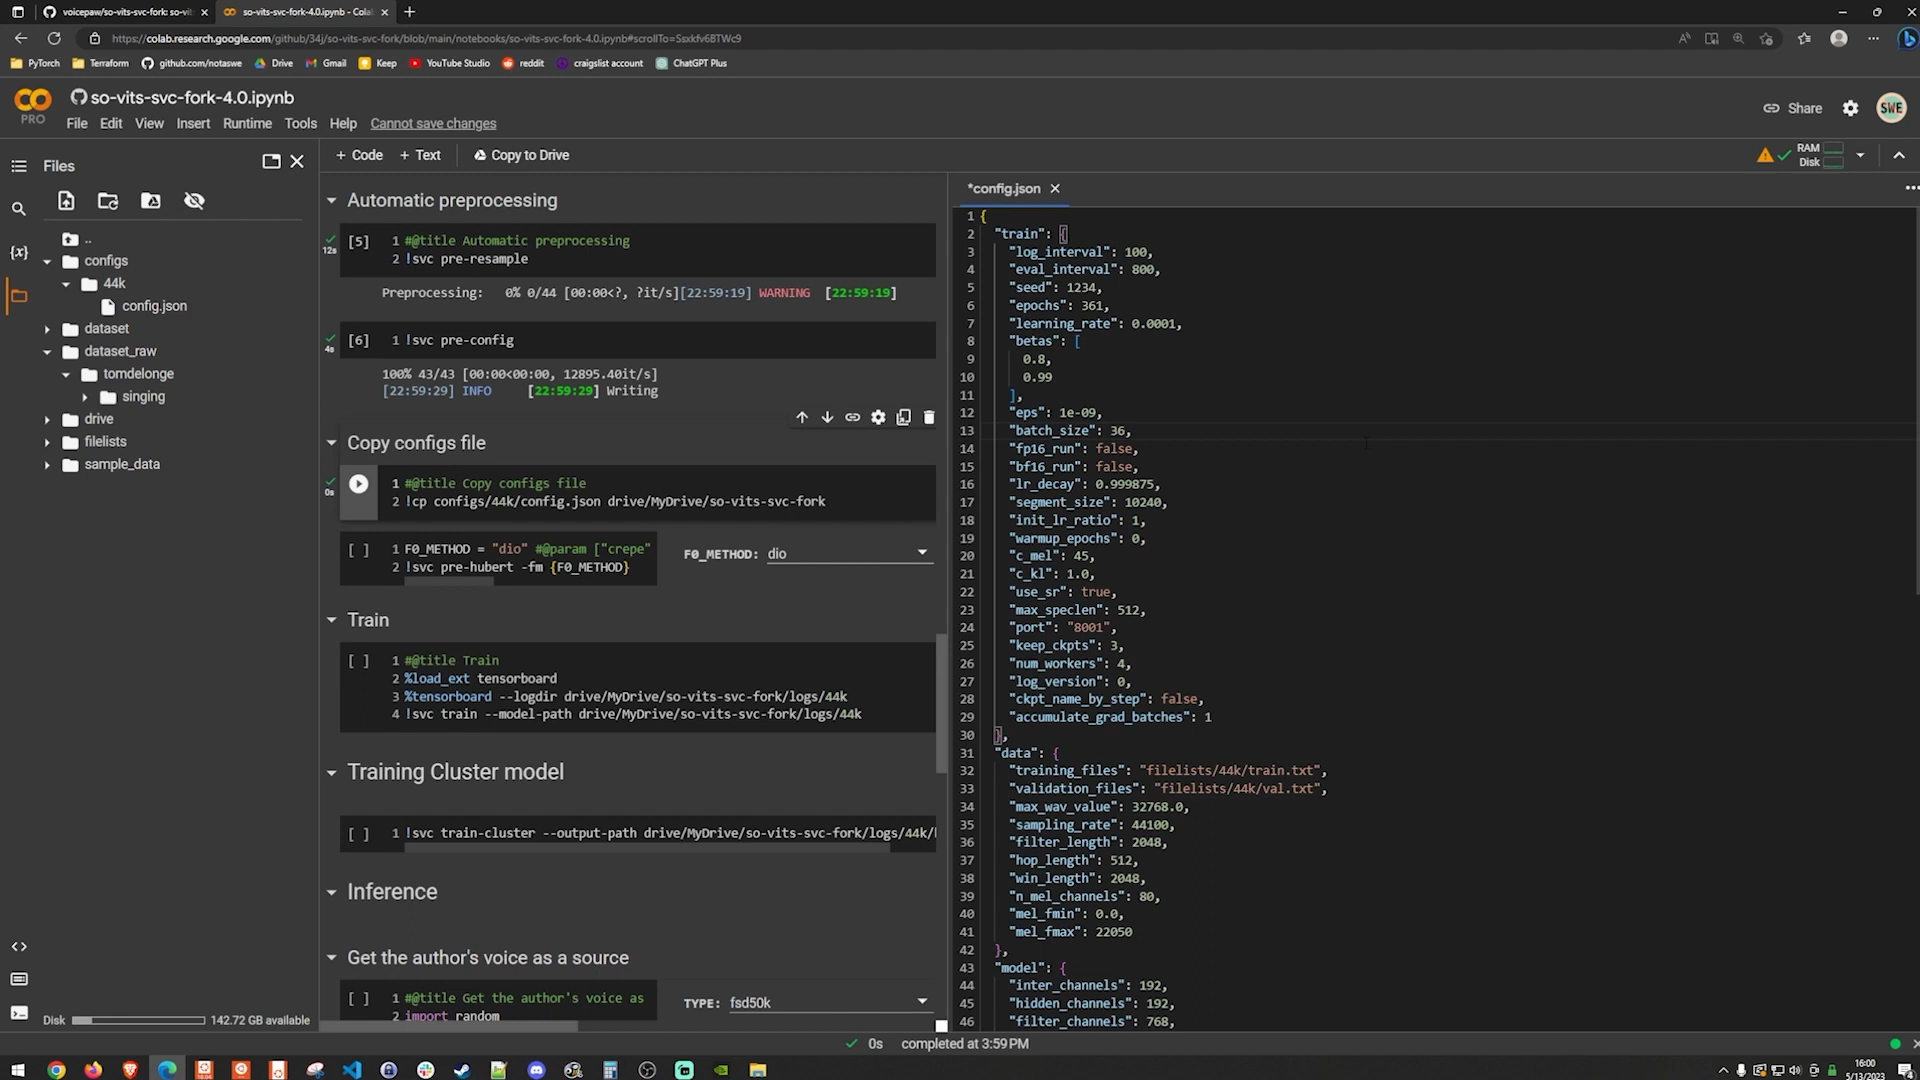 voicepaw/so-vits-svc-fork: so-vit
so-vits-svc-fork-4.0.ipynb - Cola
https://colab.research.google.com/github/34j/so-vits-svc-fork/blob/main/notebooks/so-vits-svc-fork-4.0.ipynb#scrollTo=Ssxkfv6BTWc9
PyTorch Terraform github.com/notaswe Drive Gmail Keep YouTube Studio reddit craigslist account ChatGPT Plus
PRO
so-vits-svc-fork-4.0.ipynb
Share
SWE
File Edit View Insert Runtime Tools Help Cannot save changes
Files
..
configs
44k
config.json
dataset
dataset_raw
tomdelonge
singing
drive
filelists
sample_data
Disk 142.72 GB available
+ Code + Text Copy to Drive
RAM
Disk
Automatic preprocessing
12s
[5] 1 #@title Automatic preprocessing
2 !svc pre-resample
Preprocessing: 0% 0/44 [00:00<?, ?it/s][22:59:19] WARNING [22:59:19]
4s
[6] 1 !svc pre-config
100% 43/43 [00:00<00:00, 12895.40it/s]
[22:59:29] INFO [22:59:29] Writing
Copy configs file
0s
1 #@title Copy configs file
2 !cp configs/44k/config.json drive/MyDrive/so-vits-svc-fork
[ ] 1 F0_METHOD = "dio" #@param ["crepe"
2 !svc pre-hubert -fm {F0_METHOD}
F0_METHOD: dio
Train
[ ] 1 #@title Train
2 %load_ext tensorboard
3 %tensorboard --logdir drive/MyDrive/so-vits-svc-fork/logs/44k
4 !svc train --model-path drive/MyDrive/so-vits-svc-fork/logs/44k
Training Cluster model
[ ] 1 !svc train-cluster --output-path drive/MyDrive/so-vits-svc-fork/logs/44k/
Inference
Get the author's voice as a source
[ ] 1 #@title Get the author's voice as
2 import random
TYPE: fsd50k
*config.json
1 {
2 "train": {
3 "log_interval": 100,
4 "eval_interval": 800,
5 "seed": 1234,
6 "epochs": 361,
7 "learning_rate": 0.0001,
8 "betas": [
9 0.8,
10 0.99
11 ],
12 "eps": 1e-09,
13 "batch_size": 36,
14 "fp16_run": false,
15 "bf16_run": false,
16 "lr_decay": 0.999875,
17 "segment_size": 10240,
18 "init_lr_ratio": 1,
19 "warmup_epochs": 0,
20 "c_mel": 45,
21 "c_kl": 1.0,
22 "use_sr": true,
23 "max_speclen": 512,
24 "port": "8001",
25 "keep_ckpts": 3,
26 "num_workers": 4,
27 "log_version": 0,
28 "ckpt_name_by_step": false,
29 "accumulate_grad_batches": 1
30 },
31 "data": {
32 "training_files": "filelists/44k/train.txt",
33 "validation_files": "filelists/44k/val.txt",
34 "max_wav_value": 32768.0,
35 "sampling_rate": 44100,
36 "filter_length": 2048,
37 "hop_length": 512,
38 "win_length": 2048,
39 "n_mel_channels": 80,
40 "mel_fmin": 0.0,
41 "mel_fmax": 22050
42 },
43 "model": {
44 "inter_channels": 192,
45 "hidden_channels": 192,
46 "filter_channels": 768,
0s completed at 3:59 PM
16:00
5/13/2023